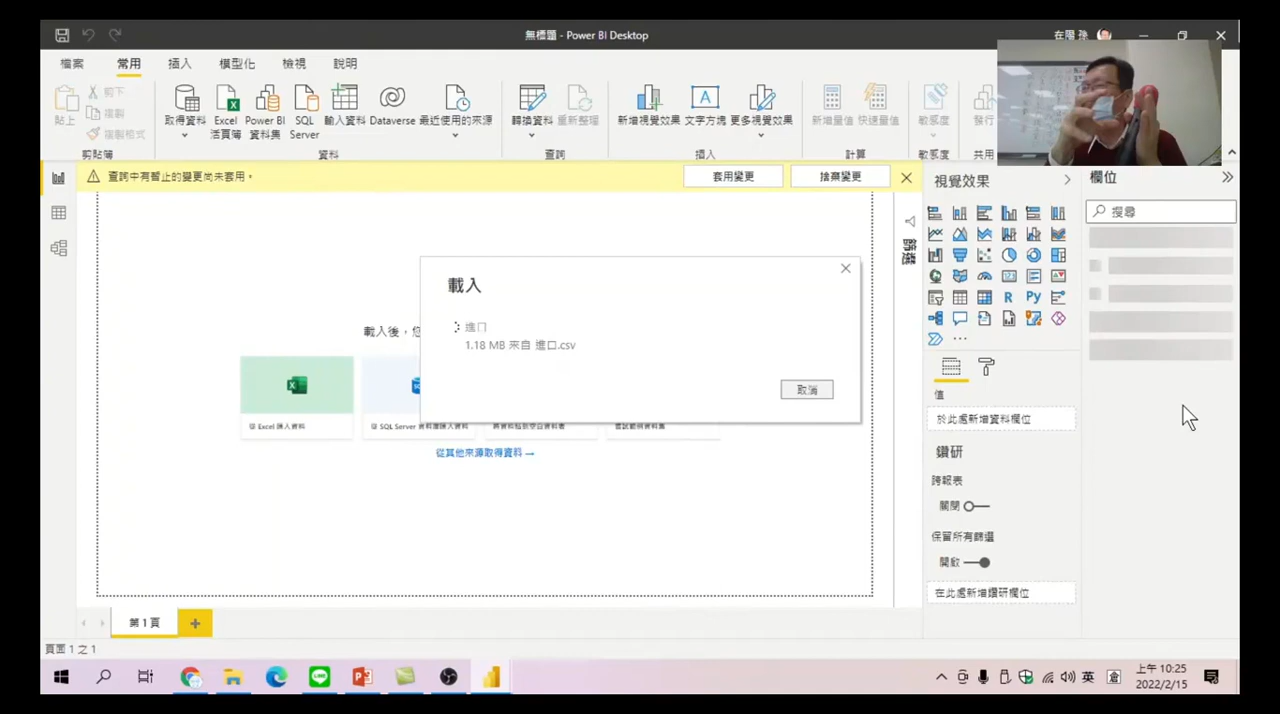 無標題 - Power BI Desktop
檔案 常用 插入 模型化 檢視 說明
貼上
剪下
複製
複製格式
剪貼簿
取得資料
Excel 活頁簿
Power BI 資料集
SQL Server
輸入資料
Dataverse
最近使用的來源
資料
轉換資料
重新整理
查詢
新增視覺效果
文字方塊
更多視覺效果
插入
新增量值
快速量值
計算
敏感度
敏感度
發行
共用
查詢中有暫止的變更尚未套用。
套用變更
捨棄變更
載入後，您
載入
進口
1.18 MB 來自 進口.csv
取消
從 Excel 匯入資料
從 SQL Server 資料庫匯入資料
從其他來源取得資料 →
篩選
視覺效果
R
Py
值
於此處新增資料欄位
鑽研
跨報表
關閉
保留所有篩選
開啟
在此處新增鑽研欄位
欄位
搜尋
第 1 頁
頁面 1 之 1
英
倉
上午 10:25
2022/2/15